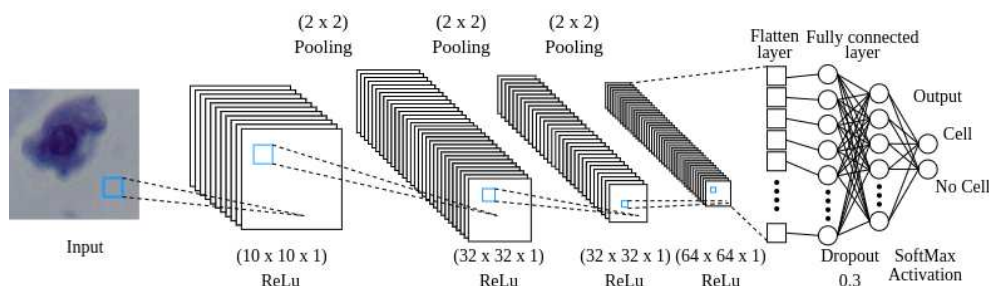 (2 x 2)
Pooling
(2 x 2)
Pooling
(2 x 2)
Pooling
Flatten
layer
Fully connected
layer
Output
Cell
No Cell
Input
(10 x 10 x 1)
ReLu
(32 x 32 x 1)
ReLu
(32 x 32 x 1)
ReLu
(64 x 64 x 1)
ReLu
Dropout
0.3
SoftMax
Activation